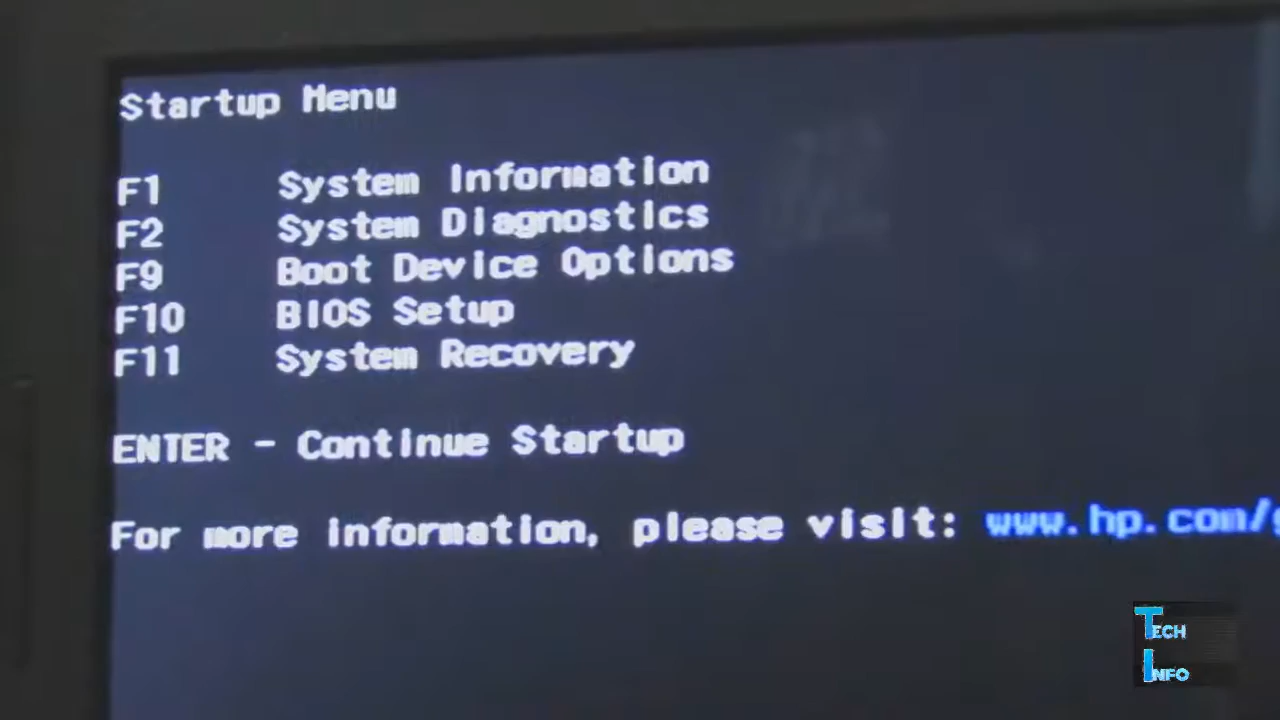 Startup Menu
F1 System Information
F2 System Diagnostics
F9 Boot Device Options
F10 BIOS Setup
F11 System Recovery
ENTER - Continue Startup
For more information, please visit: www.hp.com/g
TECH
INFO